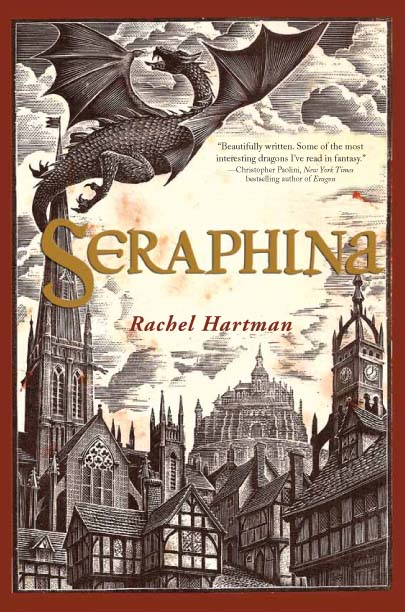 “Beautifully written. Some of the most
interesting dragons I’ve read in fantasy.”
—Christopher Paolini, New York Times
bestselling author of Eragon
SERAPHINA
Rachel Hartman